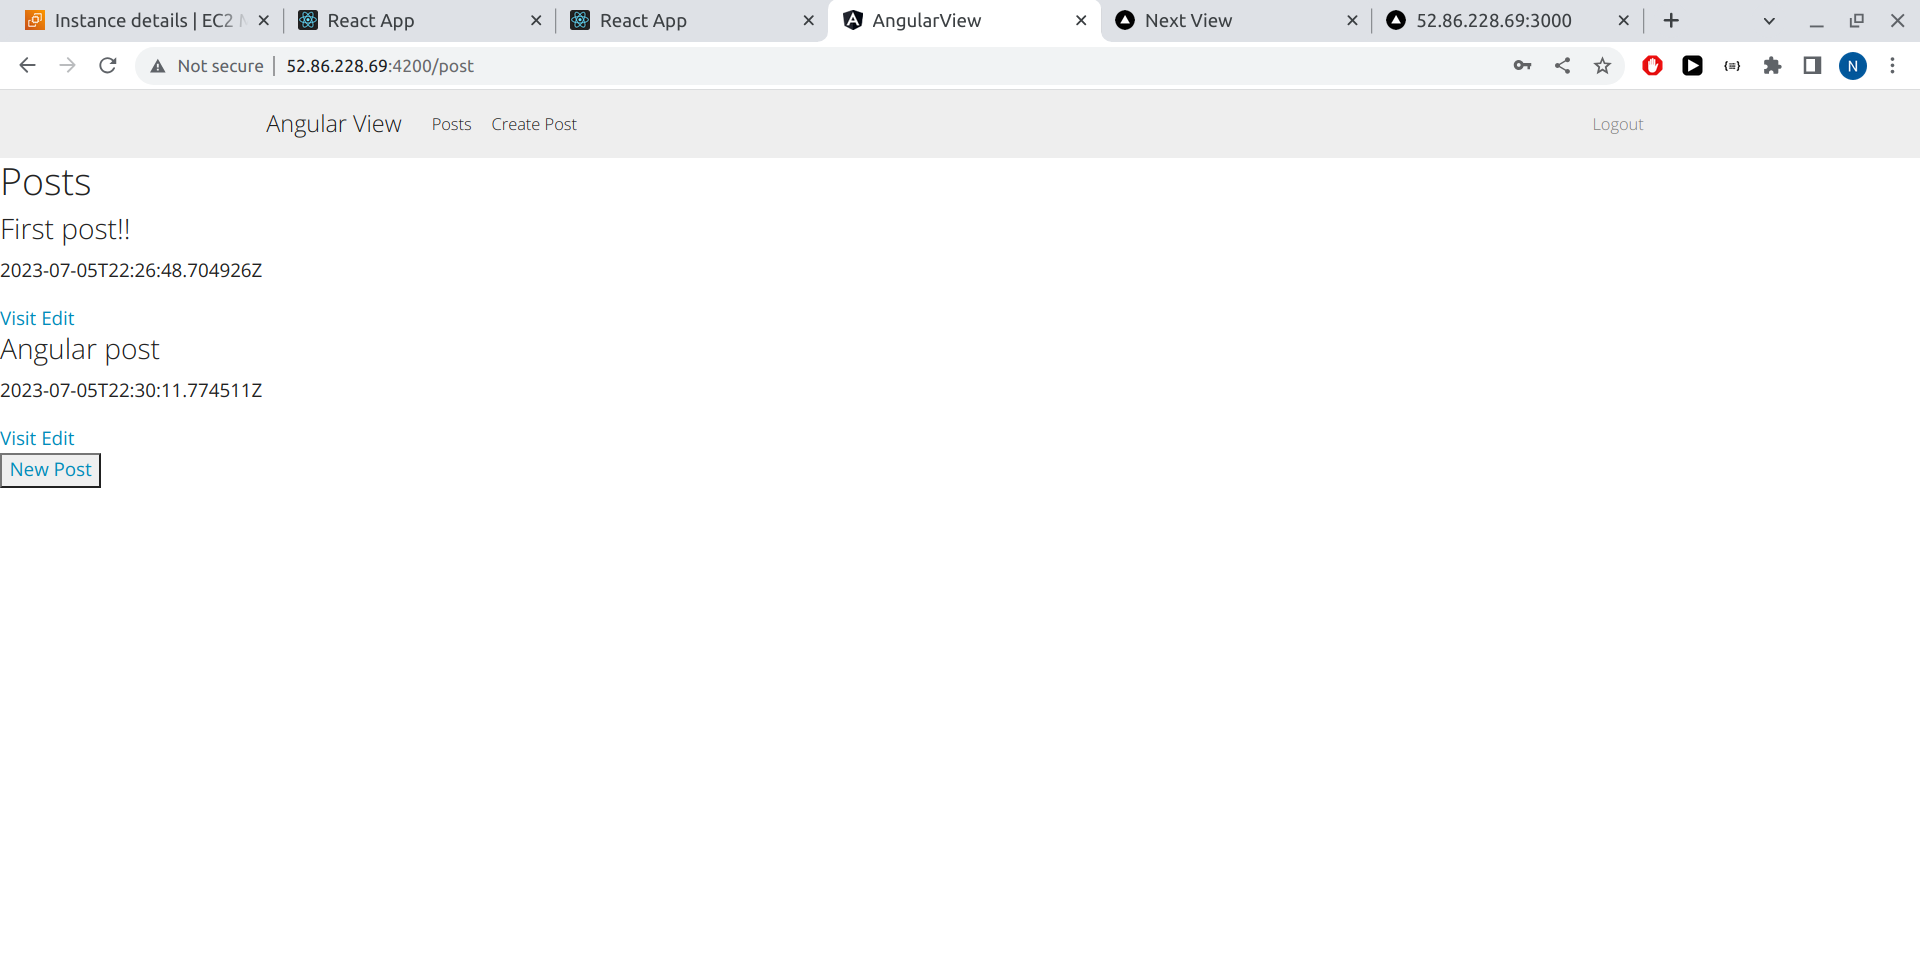 Instance details | EC2 M
React App
React App
AngularView
Next View
52.86.228.69:3000
Not secure
52.86.228.69:4200/post
N
Angular View
Posts
Create Post
Logout
Posts
First post!!
2023-07-05T22:26:48.704926Z
Visit Edit
Angular post
2023-07-05T22:30:11.774511Z
Visit Edit
New Post